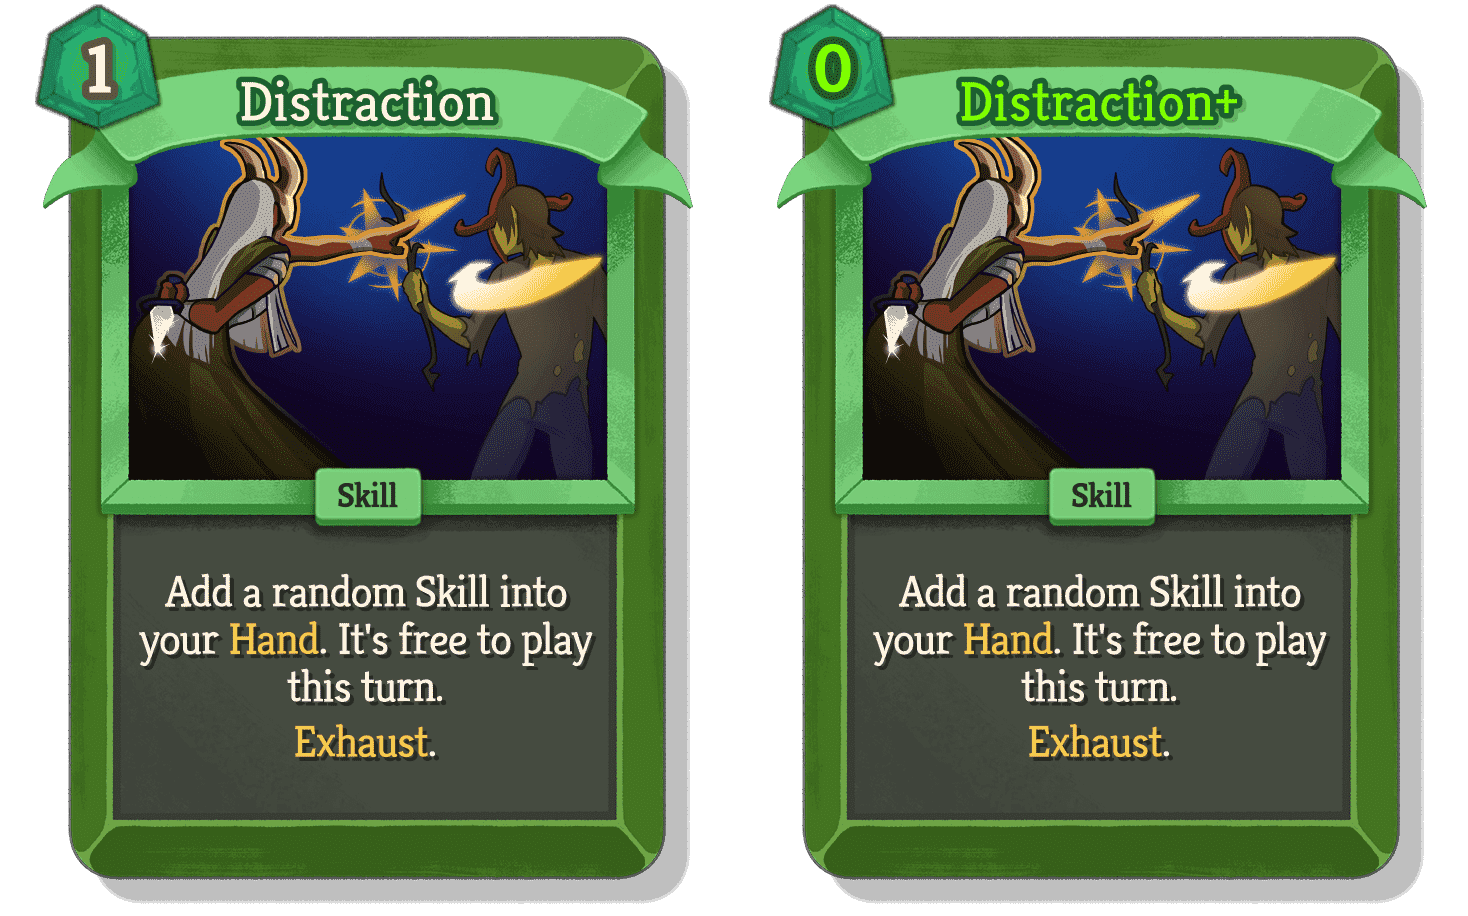 1
Distraction
Skill
Add a random Skill into
your Hand. It's free to play
this turn.
Exhaust.
0
Distraction+
Skill
Add a random Skill into
your Hand. It's free to play
this turn.
Exhaust.